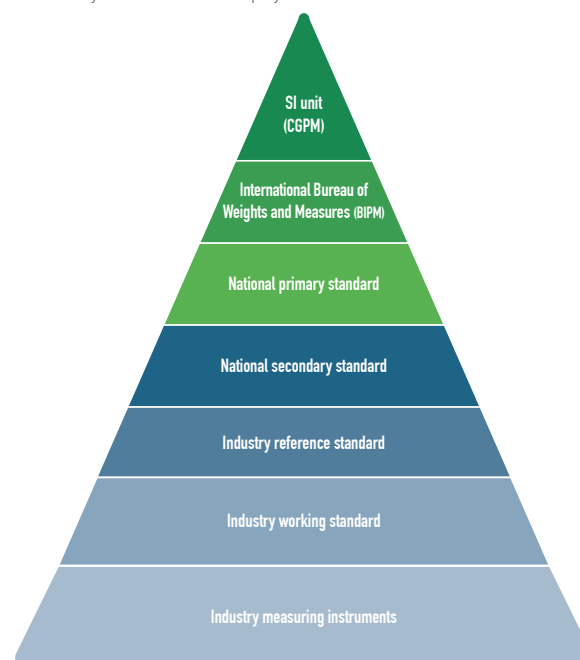 SI unit
(CGPM)
International Bureau of
Weights and Measures (BIPM)
National primary standard
National secondary standard
Industry reference standard
Industry working standard
Industry measuring instruments